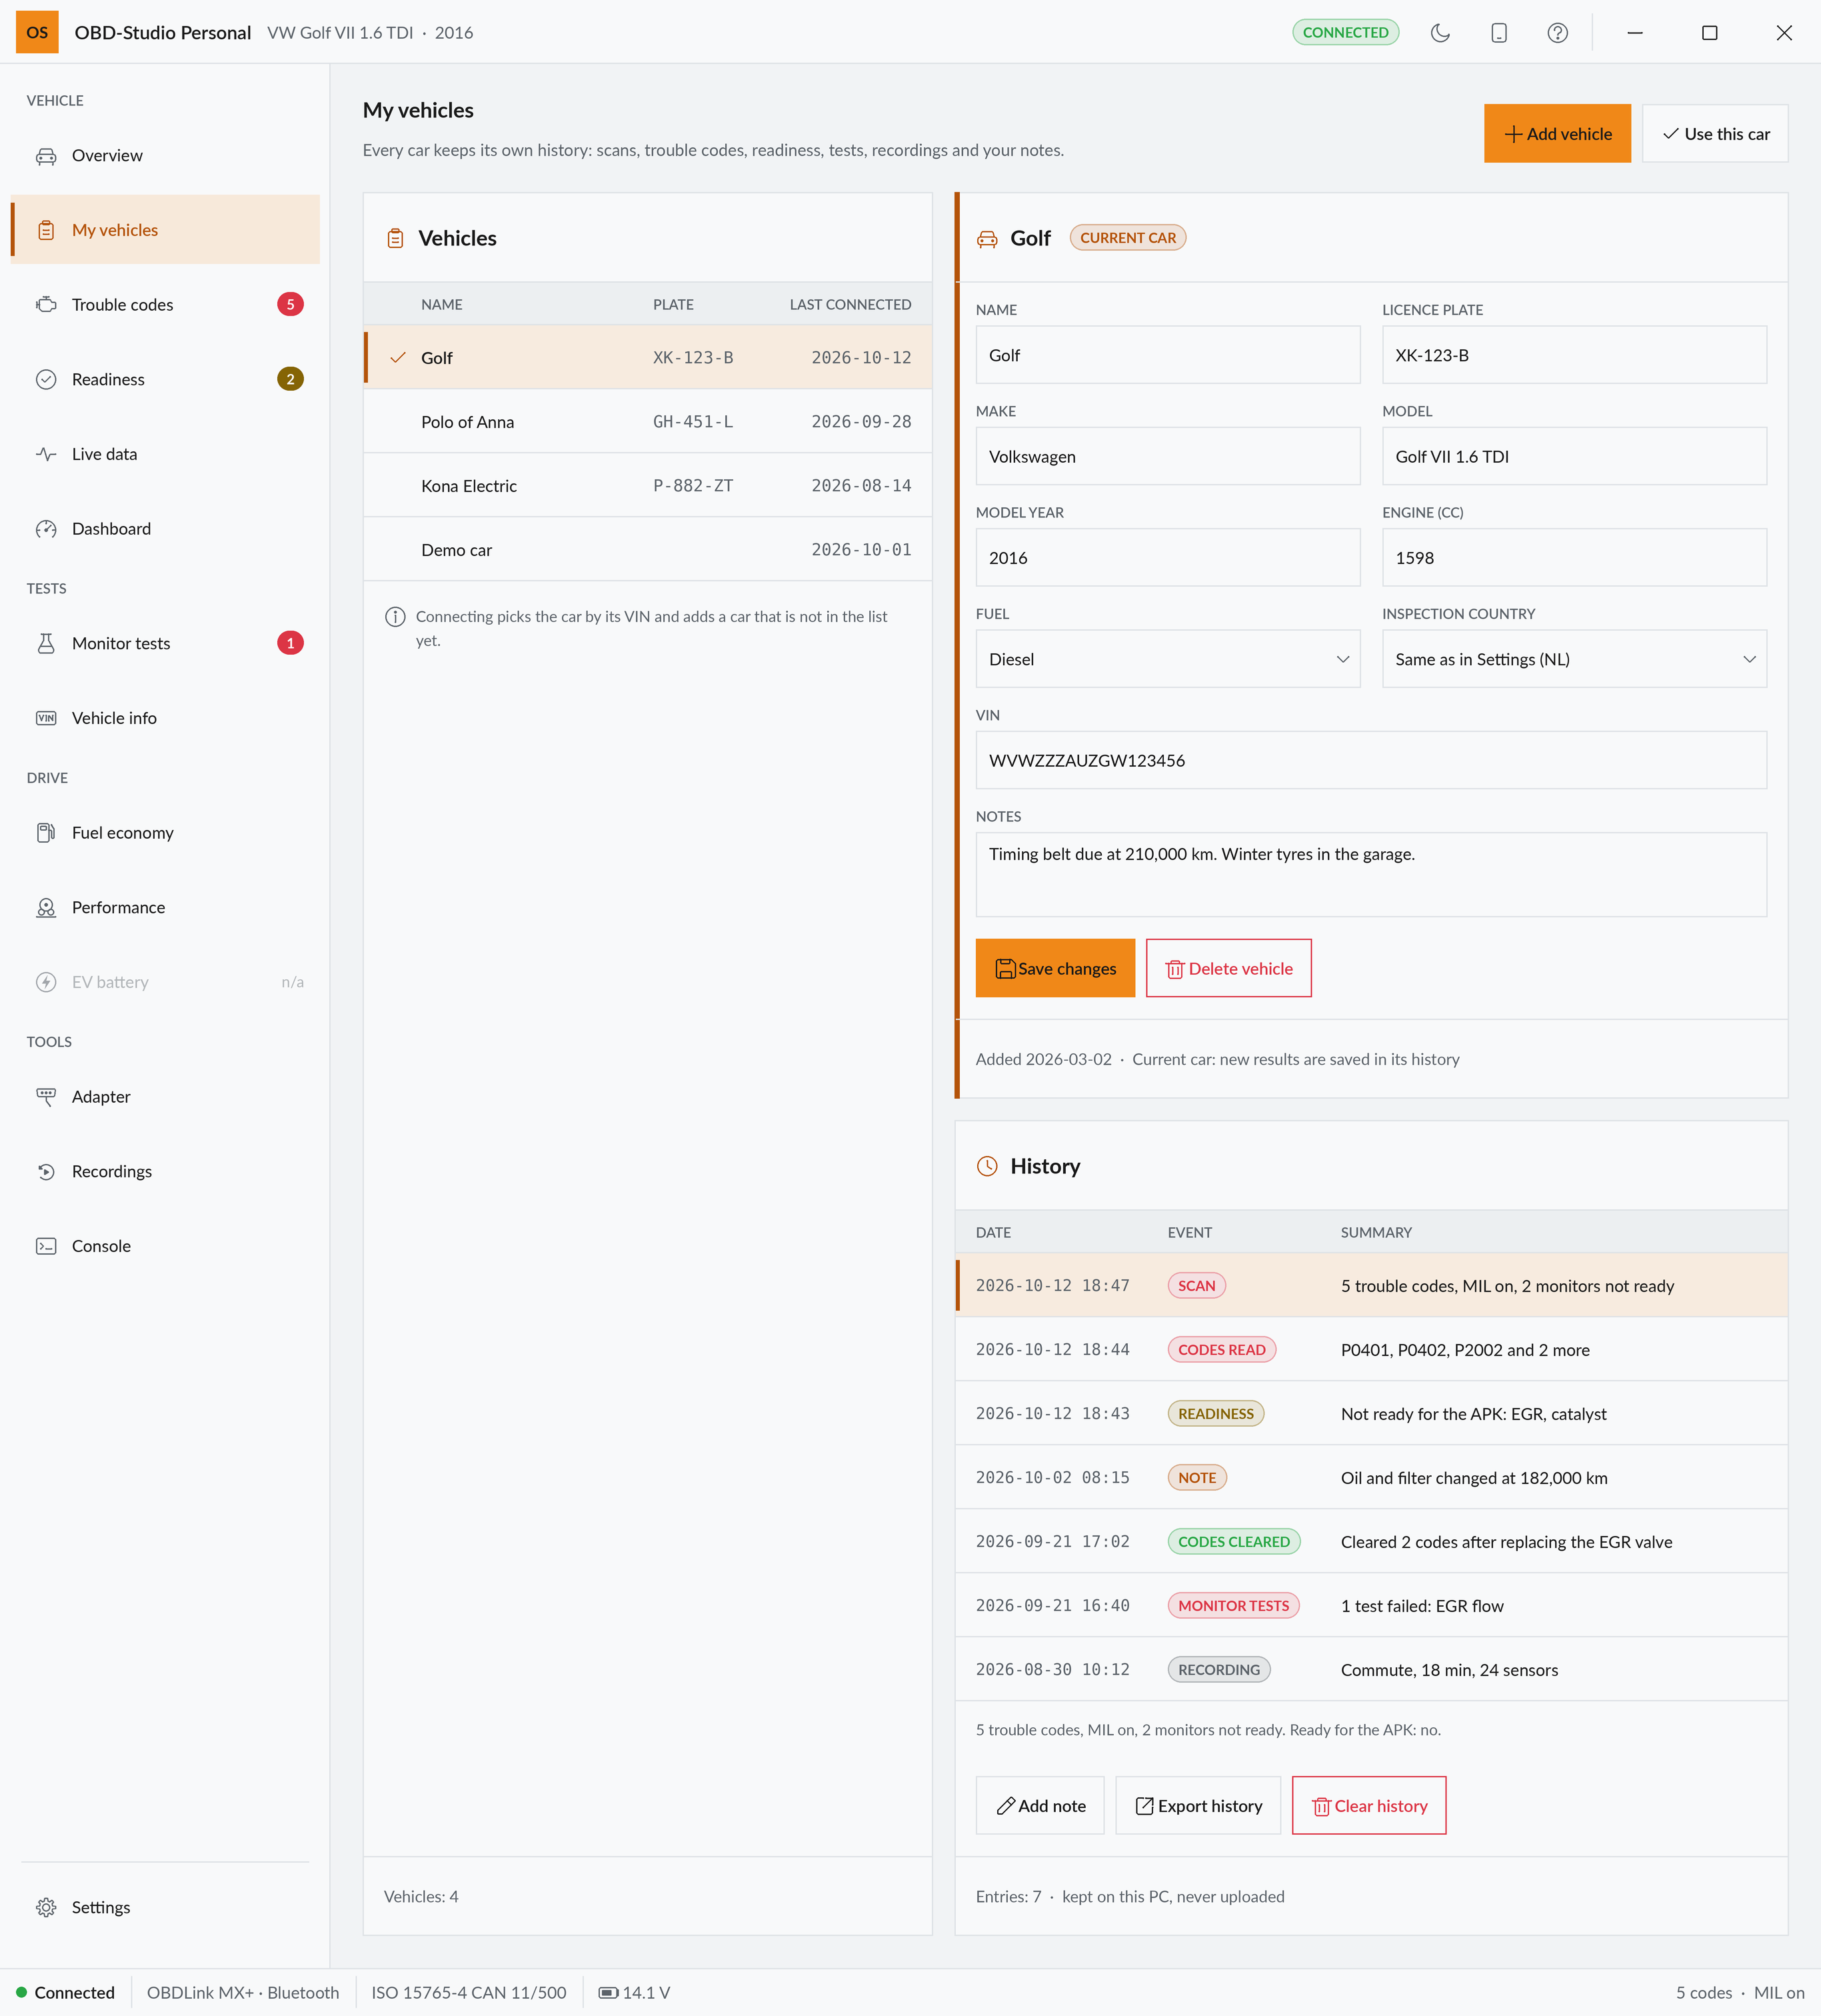 OS OBD-Studio Personal VW Golf VII 1.6 TDI · 2016 CONNECTED
VEHICLE
Overview
My vehicles
Trouble codes 5
Readiness 2
Live data
Dashboard
TESTS
Monitor tests 1
VIN Vehicle info
DRIVE
Fuel economy
Performance
EV battery n/a
TOOLS
Adapter
Recordings
Console
Settings
My vehicles
Every car keeps its own history: scans, trouble codes, readiness, tests, recordings and your notes.
Add vehicle Use this car
Vehicles
NAME PLATE LAST CONNECTED
Golf XK-123-B 2026-10-12
Polo of Anna GH-451-L 2026-09-28
Kona Electric P-882-ZT 2026-08-14
Demo car 2026-10-01
Connecting picks the car by its VIN and adds a car that is not in the list
yet.
Vehicles: 4
Golf CURRENT CAR
NAME LICENCE PLATE
Golf XK-123-B
MAKE MODEL
Volkswagen Golf VII 1.6 TDI
MODEL YEAR ENGINE (CC)
2016 1598
FUEL INSPECTION COUNTRY
Diesel Same as in Settings (NL)
VIN
WVWZZZAUZGW123456
NOTES
Timing belt due at 210,000 km. Winter tyres in the garage.
Save changes Delete vehicle
Added 2026-03-02 · Current car: new results are saved in its history
History
DATE EVENT SUMMARY
2026-10-12 18:47 SCAN 5 trouble codes, MIL on, 2 monitors not ready
2026-10-12 18:44 CODES READ P0401, P0402, P2002 and 2 more
2026-10-12 18:43 READINESS Not ready for the APK: EGR, catalyst
2026-10-02 08:15 NOTE Oil and filter changed at 182,000 km
2026-09-21 17:02 CODES CLEARED Cleared 2 codes after replacing the EGR valve
2026-09-21 16:40 MONITOR TESTS 1 test failed: EGR flow
2026-08-30 10:12 RECORDING Commute, 18 min, 24 sensors
5 trouble codes, MIL on, 2 monitors not ready. Ready for the APK: no.
Add note Export history Clear history
Entries: 7 · kept on this PC, never uploaded
Connected OBDLink MX+ · Bluetooth ISO 15765-4 CAN 11/500 14.1 V 5 codes · MIL on